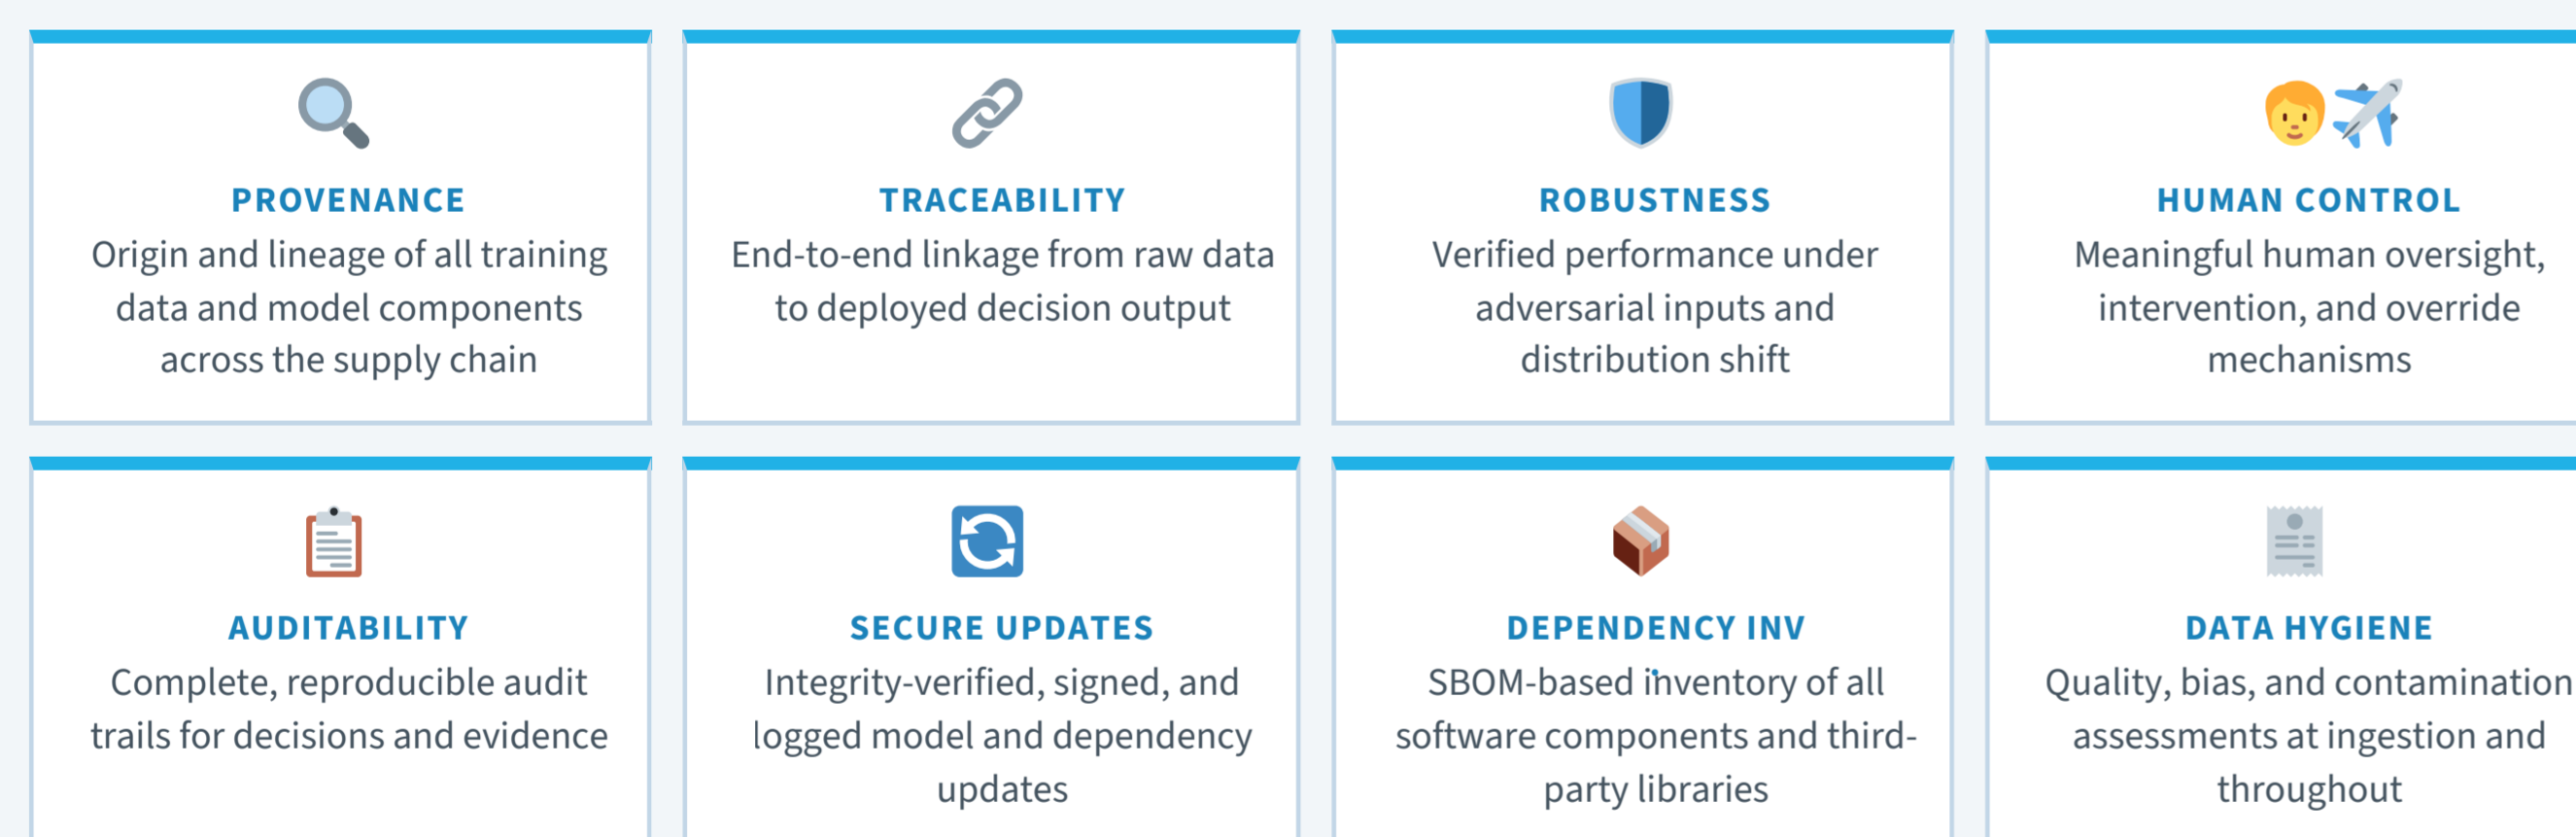 PROVENANCE
Origin and lineage of all training
data and model components
across the supply chain
TRACEABILITY
End-to-end linkage from raw data
to deployed decision output
ROBUSTNESS
Verified performance under
adversarial inputs and
distribution shift
HUMAN CONTROL
Meaningful human oversight,
intervention, and override
mechanisms
AUDITABILITY
Complete, reproducible audit
trails for decisions and evidence
SECURE UPDATES
Integrity-verified, signed, and
logged model and dependency
updates
DEPENDENCY INV
SBOM-based inventory of all
software components and third-
party libraries
DATA HYGIENE
Quality, bias, and contamination
assessments at ingestion and
throughout